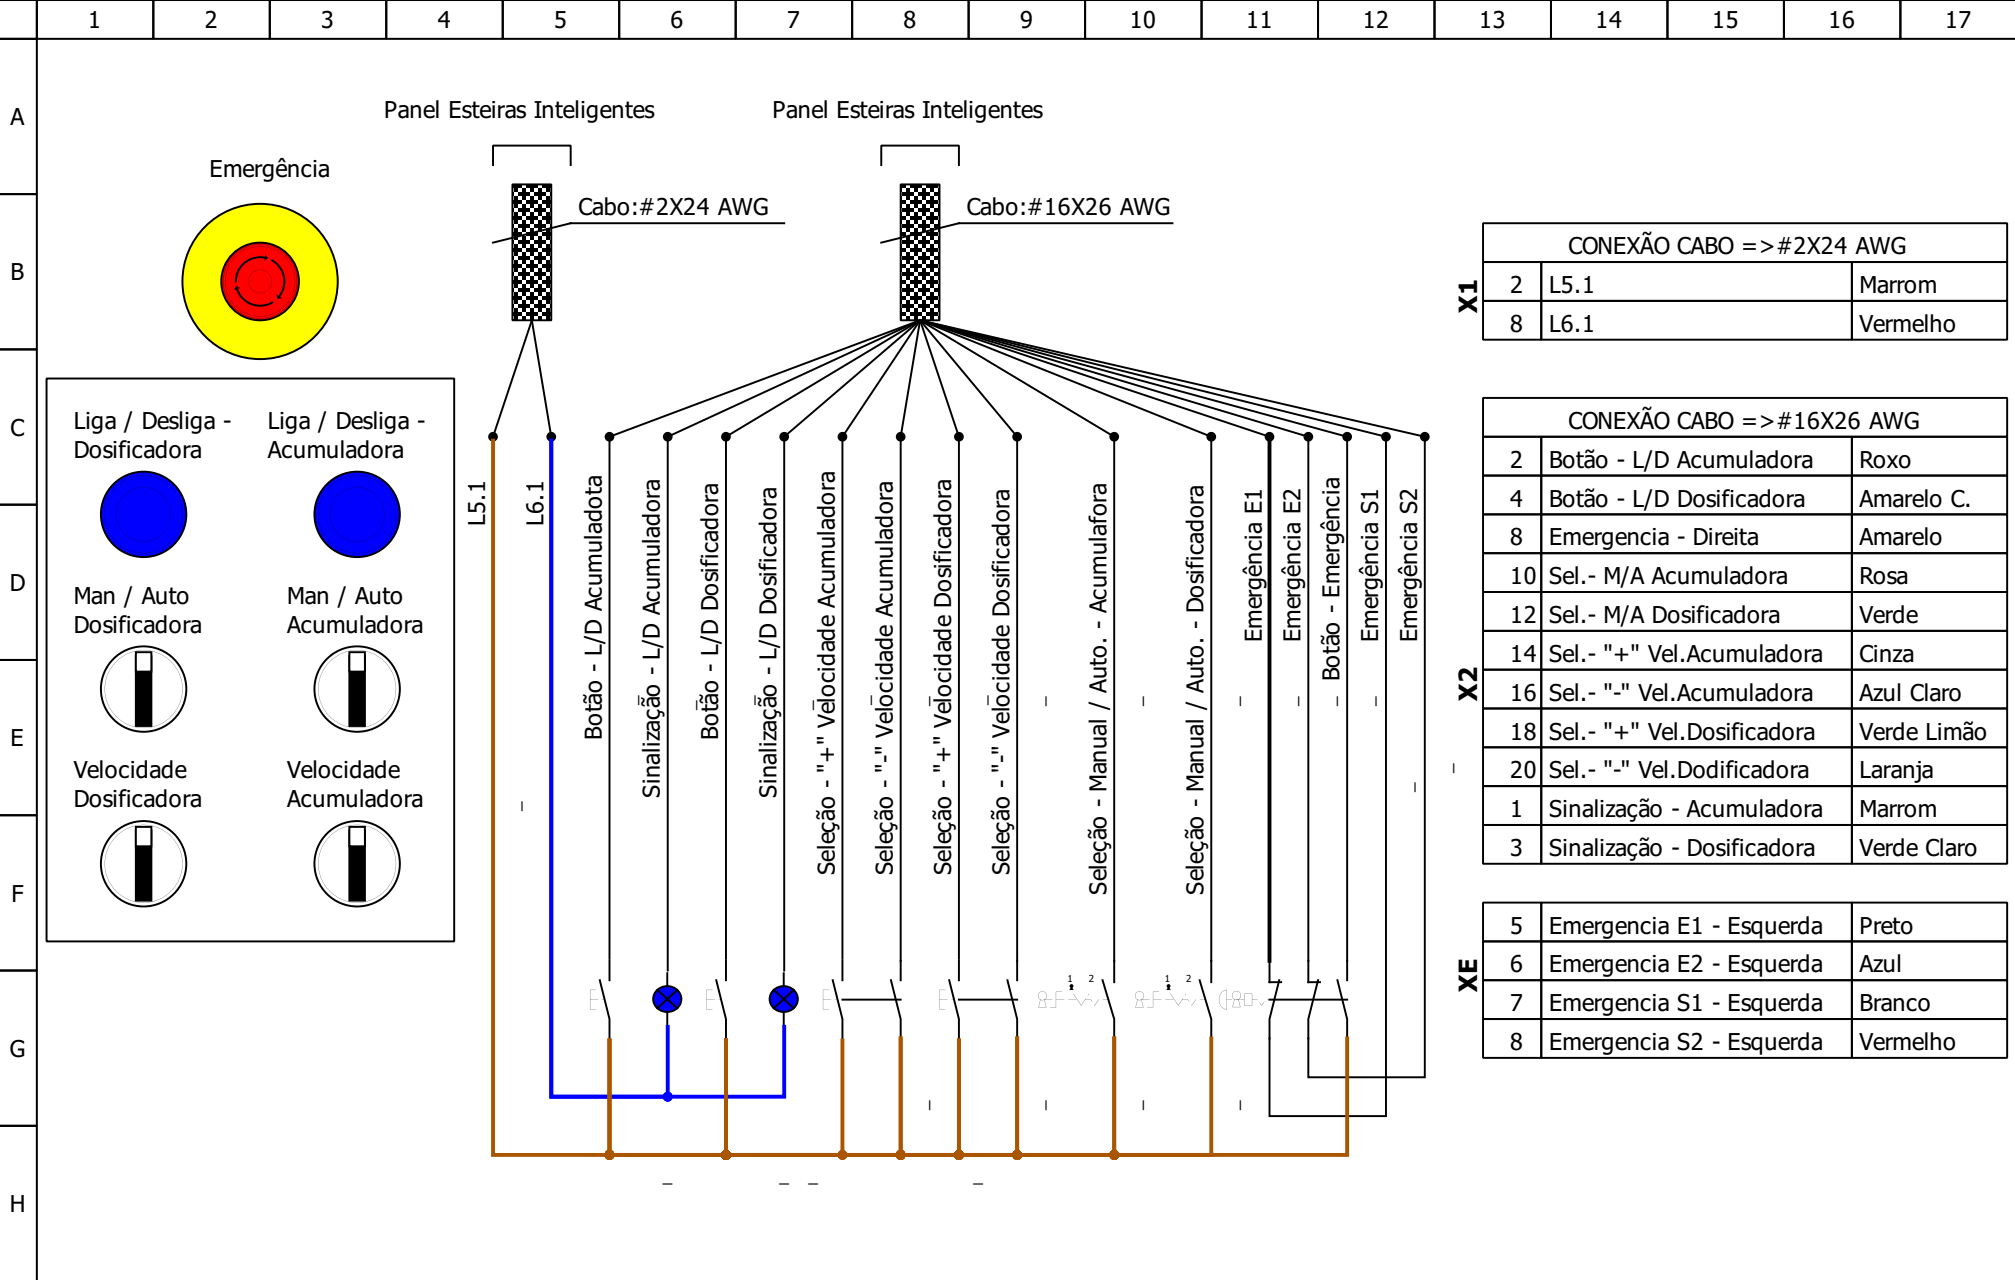 1 2 3 4 5 6 7 8 9 10 11 12 13 14 15 16 17
A
B
C
D
E
F
G
H
Panel Esteiras Inteligentes
Panel Esteiras Inteligentes
Emergência
Cabo:#2X24 AWG
Cabo:#16X26 AWG
Liga / Desliga -
Dosificadora
Liga / Desliga -
Acumuladora
Man / Auto
Dosificadora
Man / Auto
Acumuladora
Velocidade
Dosificadora
Velocidade
Acumuladora
L5.1
L6.1
Botão - L/D Acumuladota
Sinalização - L/D Acumuladora
Botão - L/D Dosificadora
Sinalização - L/D Dosificadora
Seleção - "+" Velocidade Acumuladora
Seleção - "-" Velocidade Acumuladora
Seleção - "+" Velocidade Dosificadora
Seleção - "-" Velocidade Dosificadora
Seleção - Manual / Auto. - Acumulafora
Seleção - Manual / Auto. - Dosificadora
Emergência E1
Emergência E2
Botão - Emergência
Emergência S1
Emergência S2
1 2
1 2
X1
CONEXÃO CABO =>#2X24 AWG
2 L5.1 Marrom
8 L6.1 Vermelho
X2
CONEXÃO CABO =>#16X26 AWG
2 Botão - L/D Acumuladora Roxo
4 Botão - L/D Dosificadora Amarelo C.
8 Emergencia - Direita Amarelo
10 Sel.- M/A Acumuladora Rosa
12 Sel.- M/A Dosificadora Verde
14 Sel.- "+" Vel.Acumuladora Cinza
16 Sel.- "-" Vel.Acumuladora Azul Claro
18 Sel.- "+" Vel.Dosificadora Verde Limão
20 Sel.- "-" Vel.Dodificadora Laranja
1 Sinalização - Acumuladora Marrom
3 Sinalização - Dosificadora Verde Claro
XE
5 Emergencia E1 - Esquerda Preto
6 Emergencia E2 - Esquerda Azul
7 Emergencia S1 - Esquerda Branco
8 Emergencia S2 - Esquerda Vermelho